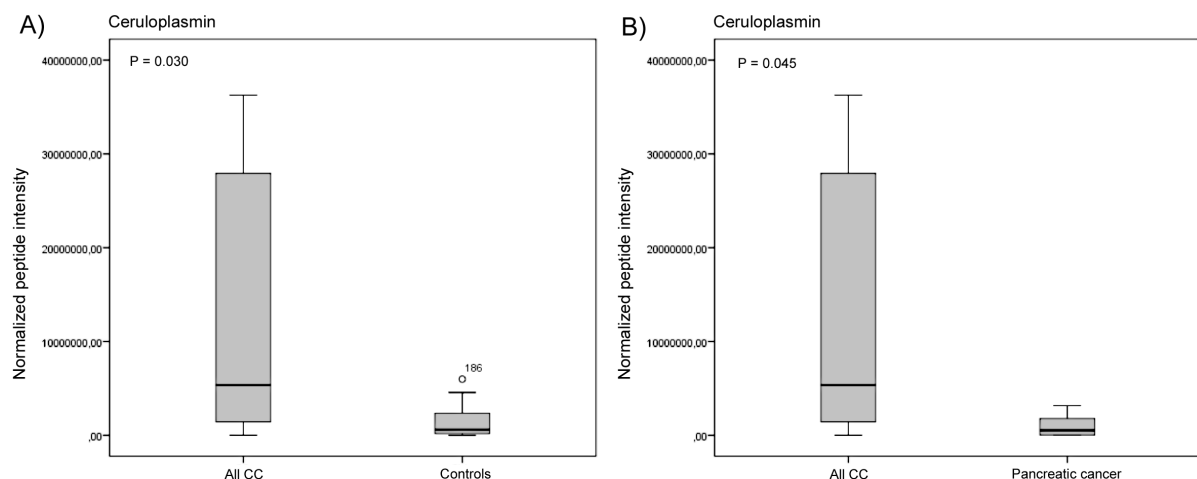 A)
Ceruloplasmin
P = 0.030
Normalized peptide intensity
40000000,00
30000000,00
20000000,00
10000000,00
,00
186
All CC
Controls
B)
Ceruloplasmin
P = 0.045
Normalized peptide intensity
40000000,00
30000000,00
20000000,00
10000000,00
,00
All CC
Pancreatic cancer